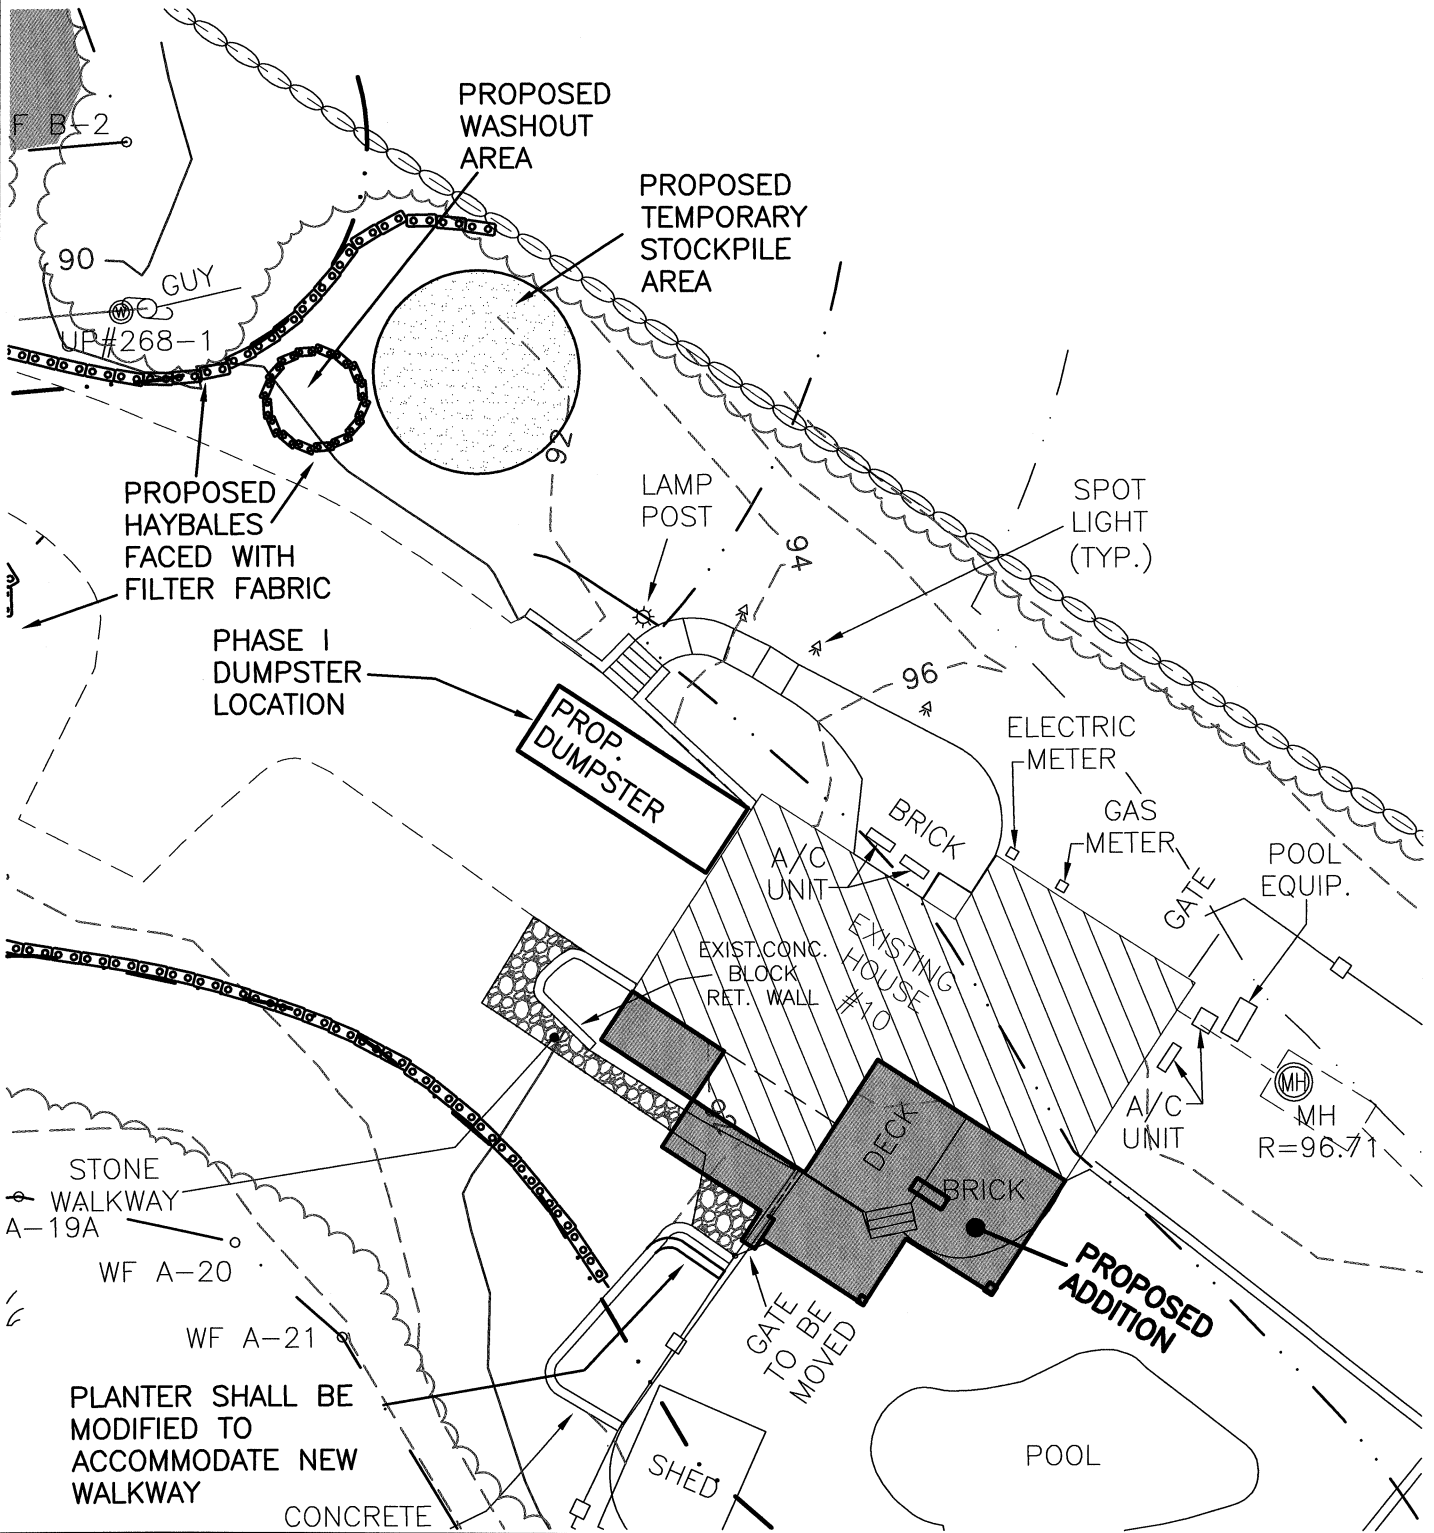 PROPOSED
WASHOUT
AREA
PROPOSED
TEMPORARY
STOCKPILE
AREA
F B-2
90
GUY
W
UP#268-1
92
LAMP
POST
SPOT
LIGHT
(TYP.)
94
PROPOSED
HAYBALES
FACED WITH
FILTER FABRIC
PHASE I
DUMPSTER
LOCATION
96
PROP.
DUMPSTER
ELECTRIC
METER
GAS
METER
BRICK
A/C
UNIT
POOL
EQUIP.
GATE
EXIST.CONC.
BLOCK
RET. WALL
EXISTING
HOUSE
#10
MH
MH
R=96.71
A/C
UNIT
DECK
BRICK
STONE
WALKWAY
A-19A
WF A-20
WF A-21
PROPOSED
ADDITION
GATE
TO BE
MOVED
PLANTER SHALL BE
MODIFIED TO
ACCOMMODATE NEW
WALKWAY
CONCRETE
SHED
POOL